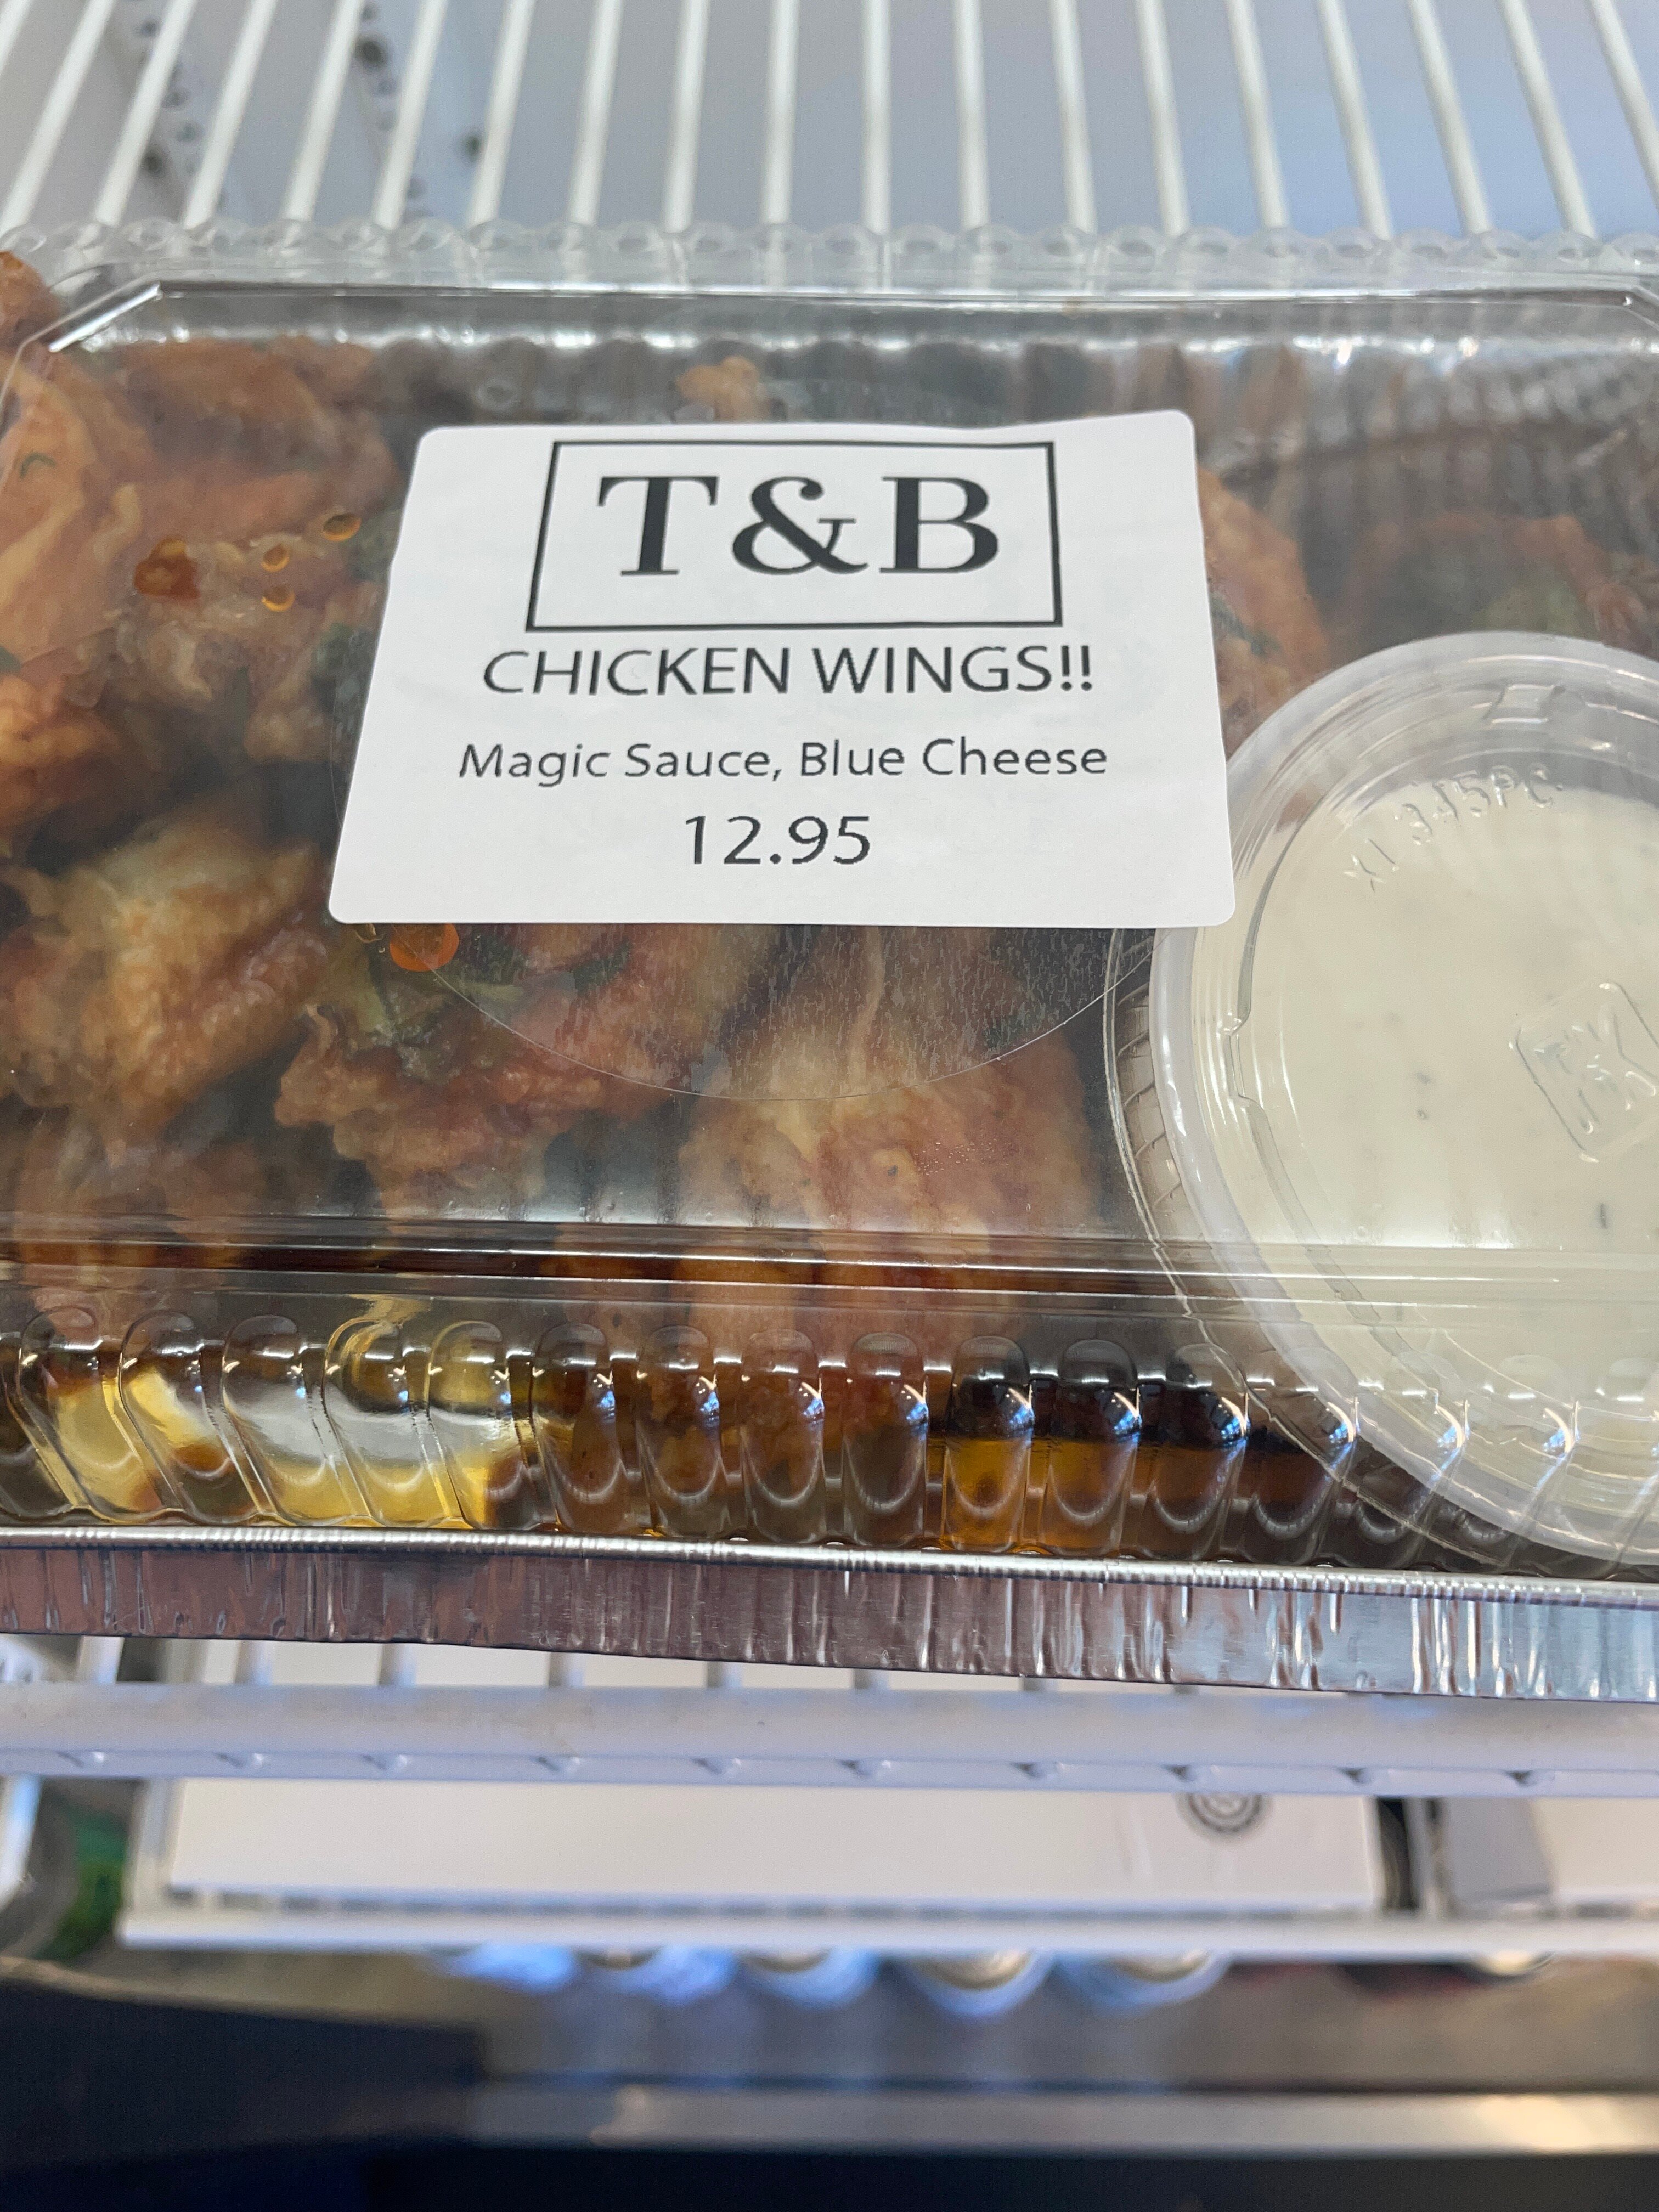 T&B
CHICKEN WINGS!!
Magic Sauce, Blue Cheese
12.95